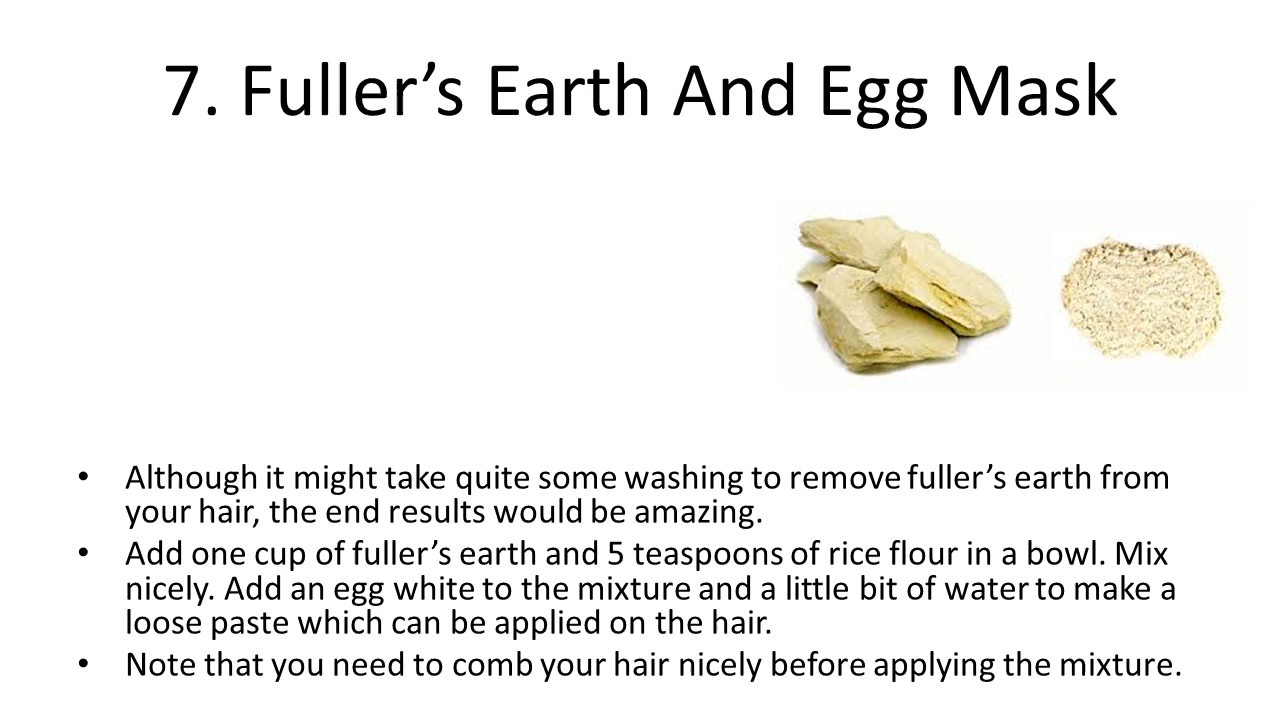 7. Fuller’s Earth And Egg Mask
• Although it might take quite some washing to remove fuller’s earth from
your hair, the end results would be amazing.
• Add one cup of fuller’s earth and 5 teaspoons of rice flour in a bowl. Mix
nicely. Add an egg white to the mixture and a little bit of water to make a
loose paste which can be applied on the hair.
• Note that you need to comb your hair nicely before applying the mixture.